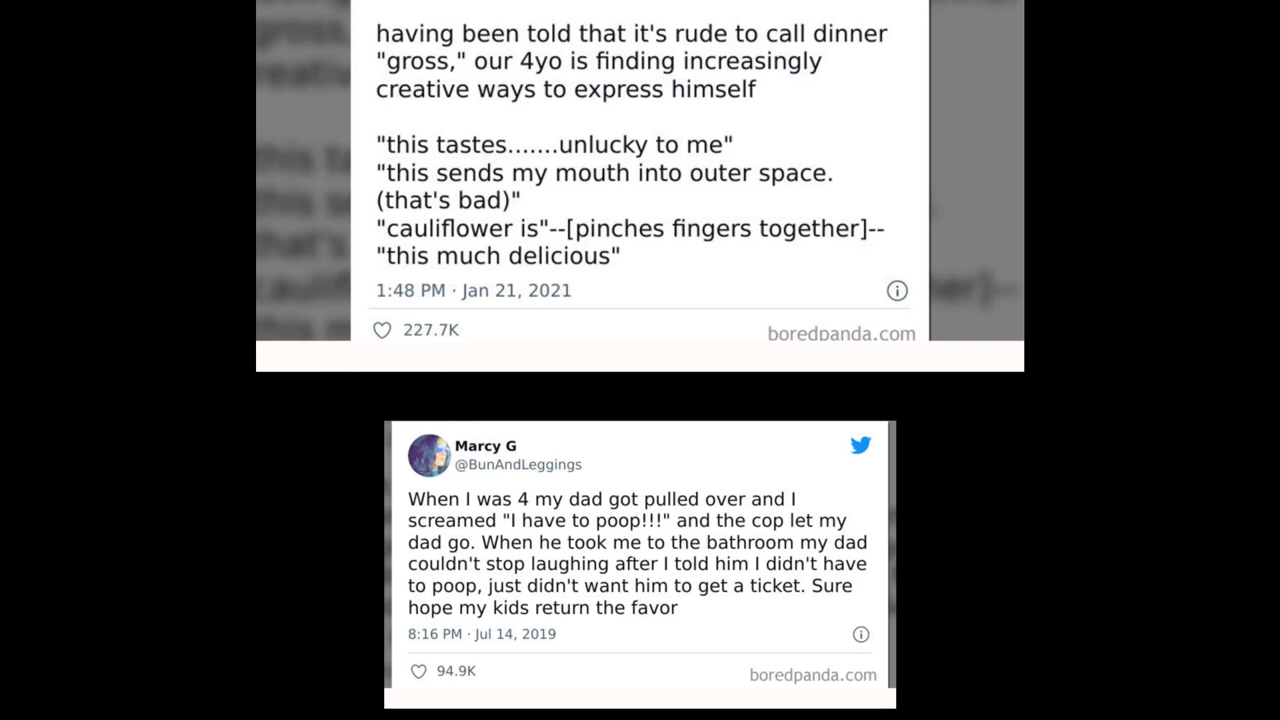 having been told that it's rude to call dinner
"gross," our 4yo is finding increasingly
creative ways to express himself
"this tastes.......unlucky to me"
"this sends my mouth into outer space.
(that's bad)"
"cauliflower is"--[pinches fingers together]--
"this much delicious"
1:48 PM · Jan 21, 2021
227.7K
boredpanda.com
Marcy G
@BunAndLeggings
When I was 4 my dad got pulled over and I
screamed "I have to poop!!!" and the cop let my
dad go. When he took me to the bathroom my dad
couldn't stop laughing after I told him I didn't have
to poop, just didn't want him to get a ticket. Sure
hope my kids return the favor
8:16 PM · Jul 14, 2019
94.9K
boredpanda.com